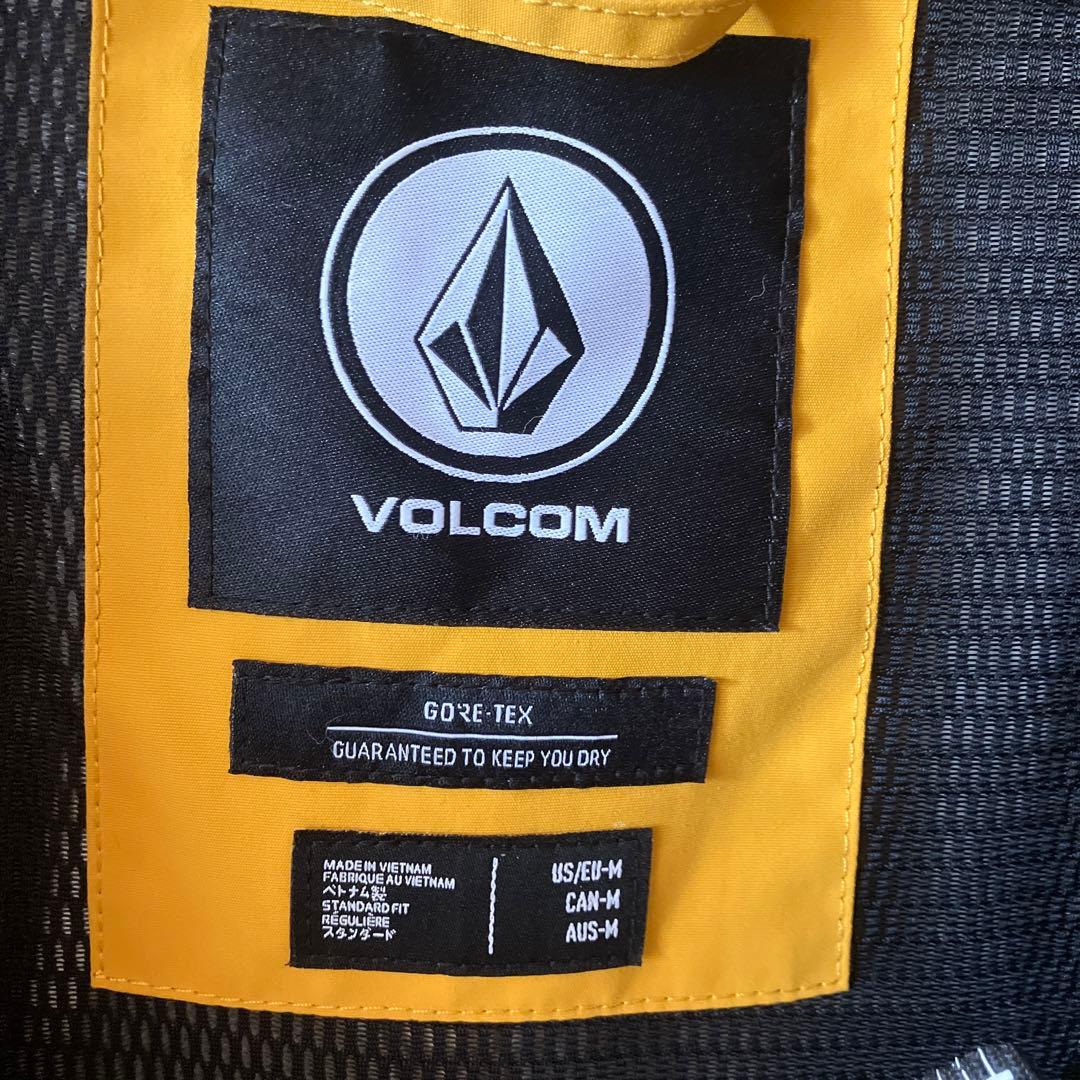 VOLCOM
GORE-TEX
GUARANTEED TO KEEP YOU DRY
MADE IN VIETNAM
FABRIQUE AU VIETNAM
ベトナム製
STANDARD FIT
RÉGULIÈRE
スタンダード
US/EU-M
CAN-M
AUS-M